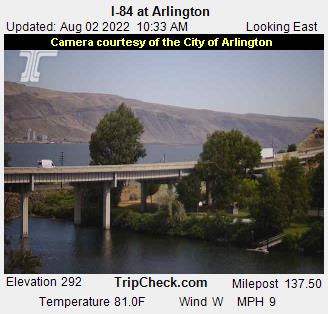 I-84 at Arlington
Updated: Aug 02 2022 10:33 AM Looking East
Camera courtesy of the City of Arlington
Elevation 292 TripCheck.com Milepost 137.50
Temperature 81.0F Wind W MPH 9